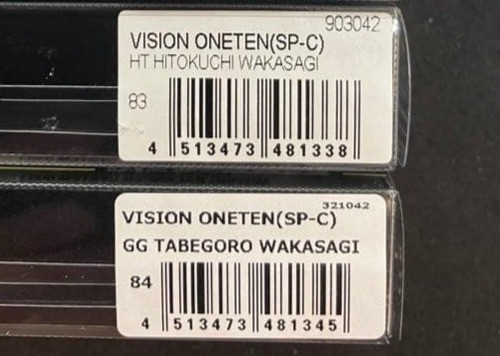 903042
VISION ONETEN(SP-C)
HT HITOKUCHI WAKASAGI
83
4 513473 481338
321042
VISION ONETEN(SP-C)
GG TABEGORO WAKASAGI
84
4 513473 481345